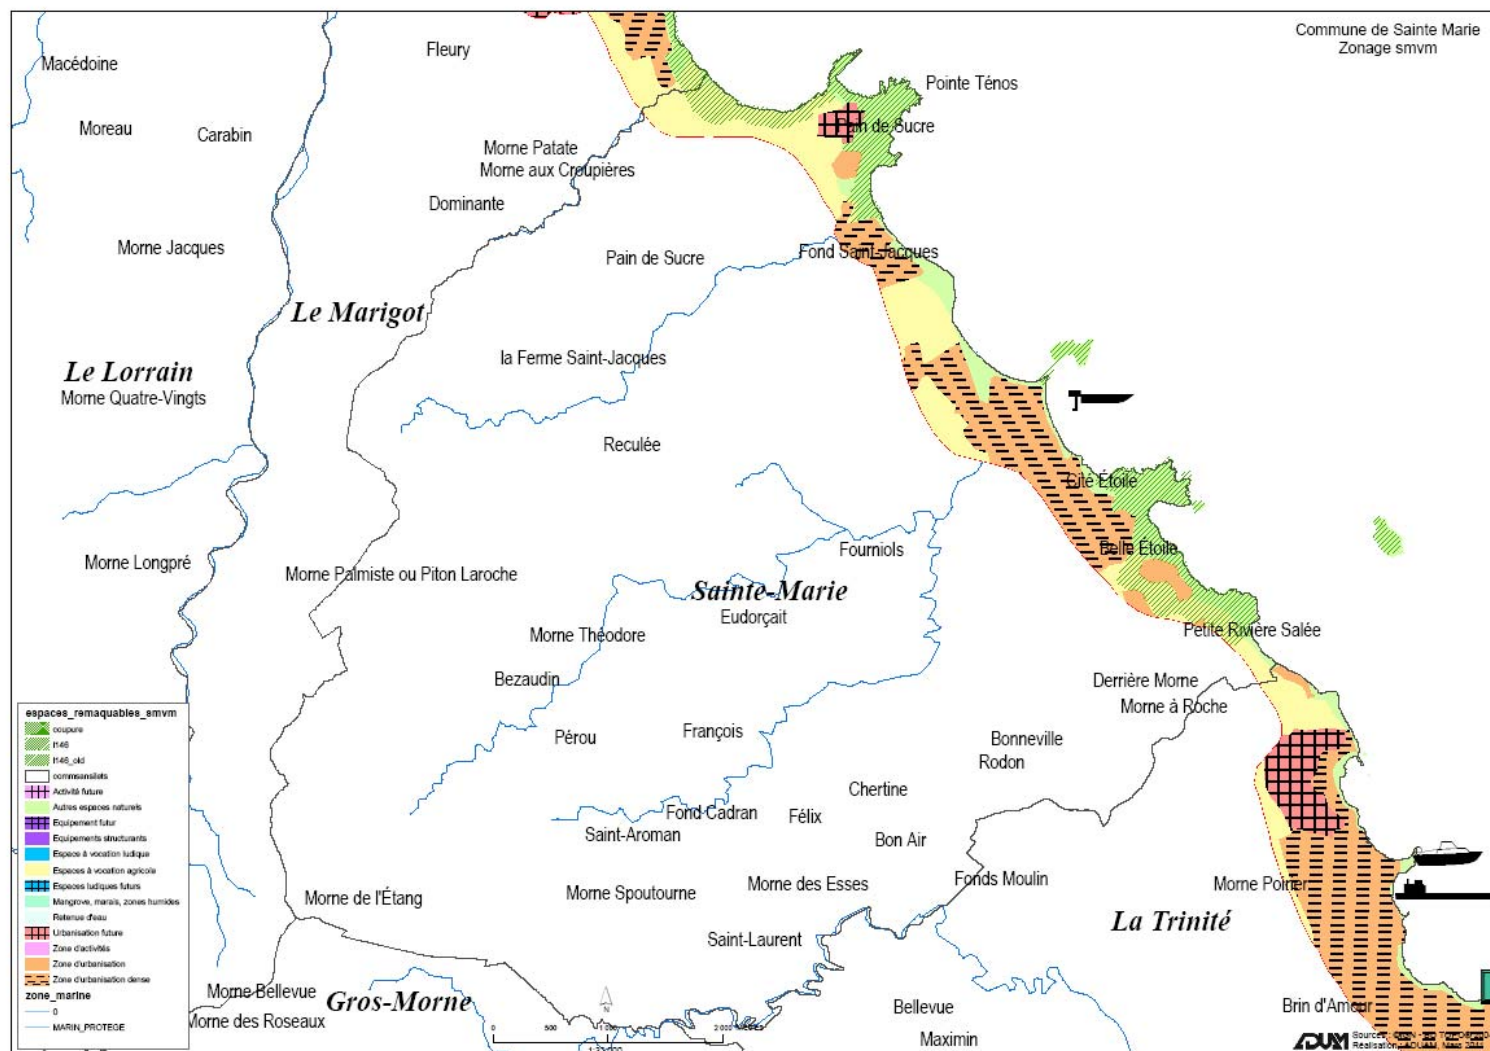 Commune de Sainte Marie
Zonage smvm
Fleury
Macédoine
Pointe Ténos
Moreau
Carabin
Pain de Sucre
Morne Patate
Morne aux Croupières
Dominante
Morne Jacques
Pain de Sucre
Fond Saint-Jacques
Le Marigot
la Ferme Saint-Jacques
Le Lorrain
Morne Quatre-Vingts
Reculée
Cité Étoile
Fourniols
Belle Étoile
Morne Longpré
Morne Palmiste ou Piton Laroche
Sainte-Marie
Eudorçait
Morne Théodore
Petite Rivière Salée
Bezaudin
Derrière Morne
Morne à Roche
Pérou
François
Bonneville
Rodon
Chertine
Fond Cadran
Félix
Saint-Aroman
Bon Air
Morne de l'Étang
Morne Spoutourne
Morne des Esses
Fonds Moulin
Morne Poirier
La Trinité
Saint-Laurent
Morne Bellevue
Gros-Morne
Morne des Roseaux
Bellevue
Maximin
Brin d'Amour
espaces_remaquables_smvm
coupure
l146
l146_old
commsansilets
Activité future
Autres espaces naturels
Equipement futur
Equipements structurants
Espace à vocation ludique
Espaces à vocation agricole
Espaces ludiques futurs
Mangrove, marais, zones humides
Retenue d'eau
Urbanisation future
Zone d'activités
Zone d'urbanisation
Zone d'urbanisation dense
zone_marine
0
MARIN_PROTEGE
N
0 500 1 000 2 000
ADUAM
Sources
Réalisation : ADUAM, Mars